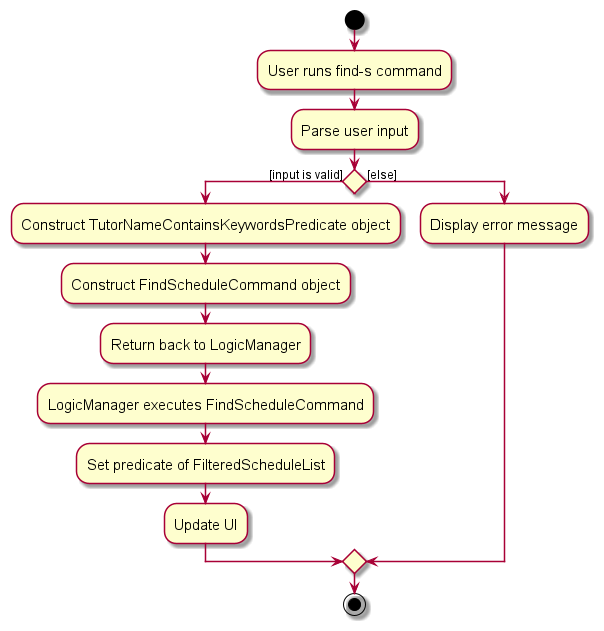 User runs find-s command
Parse user input
[input is valid]
[else]
Construct TutorNameContainsKeywordsPredicate object
Display error message
Construct FindScheduleCommand object
Return back to LogicManager
LogicManager executes FindScheduleCommand
Set predicate of FilteredScheduleList
Update UI